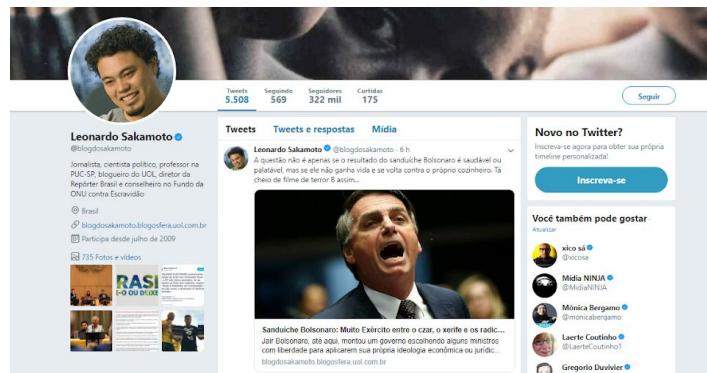 Tweets Seguindo Seguidores Curtidas
5.508 569 322 mil 175
Seguir
Leonardo Sakamoto
@blogdosakamoto
Jornalista, cientista político, professor na
PUC-SP, blogueiro do UOL, diretor da
Repórter Brasil e conselheiro no Fundo da
ONU contra Escravidão
Brasil
blogdosakamoto.blogosfera.uol.com.br
Participa desde julho de 2009
735 Fotos e vídeos
RASI
E-O OU DEIXE
Tweets Tweets e respostas Mídia
Leonardo Sakamoto @blogdosakamoto · 6 h
A questão não é apenas se o resultado do sanduíche Bolsonaro é saudável ou
palatável, mas se ele não ganha vida e se volta contra o próprio cozinheiro. Tá
cheio de filme de terror B assim...
Sanduíche Bolsonaro: Muito Exército entre o czar, o xerife e os radic...
Jair Bolsonaro, até aqui, montou um governo escolhendo alguns ministros
com liberdade para aplicarem sua própria ideologia econômica ou jurídic...
blogdosakamoto.blogosfera.uol.com.br
Novo no Twitter?
Inscreva-se agora para obter sua própria
timeline personalizada!
Inscreva-se
Você também pode gostar
Atualizar
xico sá
@xicosa
Mídia NINJA
@MidiaNINJA
Mônica Bergamo
@monicabergamo
Laerte Coutinho
@LaerteCoutinho1
Gregorio Duvivier